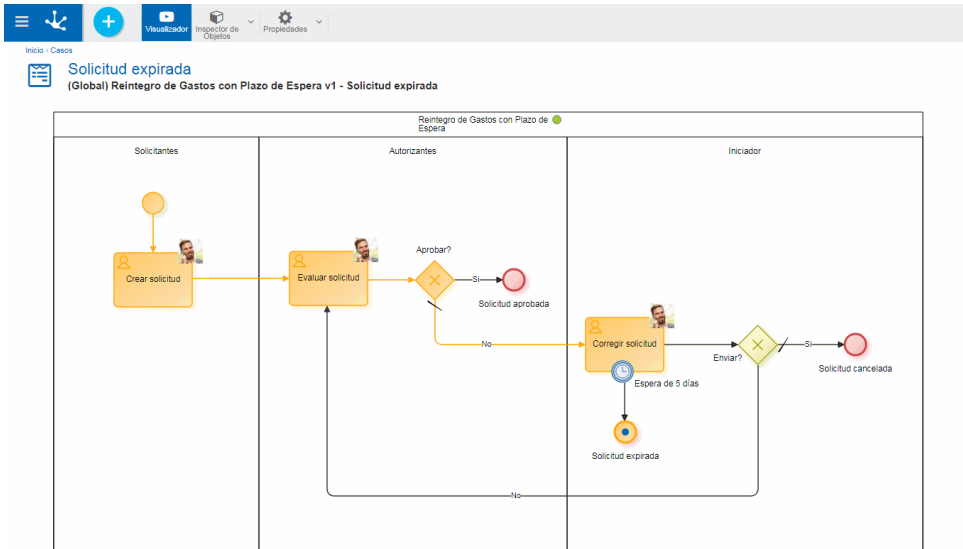 Visualizador
Inspector de
Objetos
Propiedades
Inicio › Casos
Solicitud expirada
(Global) Reintegro de Gastos con Plazo de Espera v1 - Solicitud expirada
Reintegro de Gastos con Plazo de
Espera
Solicitantes
Autorizantes
Iniciador
Crear solicitud
Evaluar solicitud
Aprobar?
Si
Solicitud aprobada
No
Corregir solicitud
Espera de 5 días
Solicitud expirada
Enviar?
Si
Solicitud cancelada
No